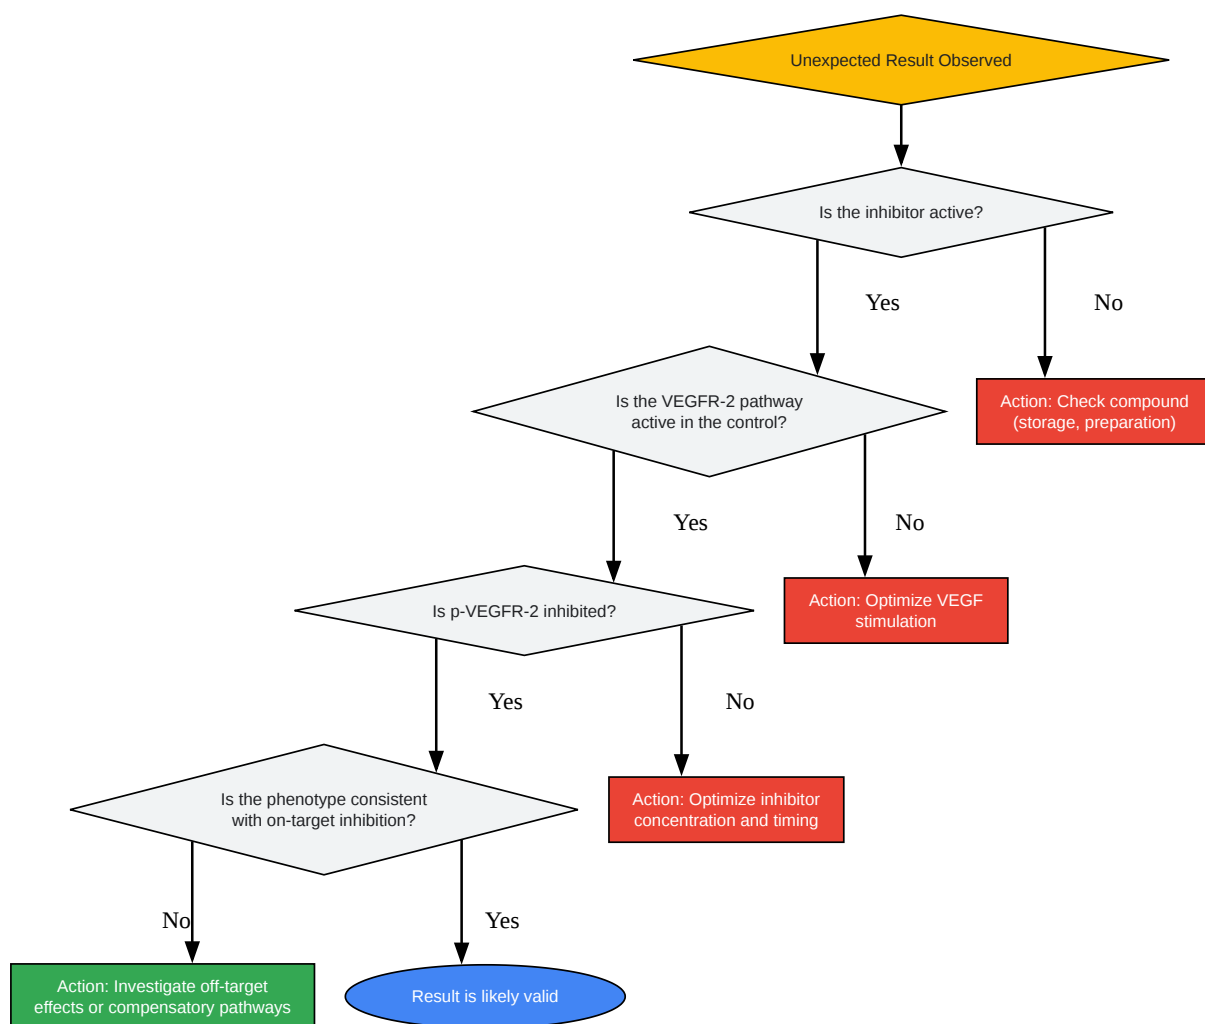 Unexpected Result Observed
Is the inhibitor active?
Yes
No
Is the VEGFR-2 pathway
active in the control?
Action: Check compound
(storage, preparation)
Yes
No
Is p-VEGFR-2 inhibited?
Action: Optimize VEGF
stimulation
Yes
No
Is the phenotype consistent
with on-target inhibition?
Action: Optimize inhibitor
concentration and timing
No
Yes
Action: Investigate off-target
effects or compensatory pathways
Result is likely valid